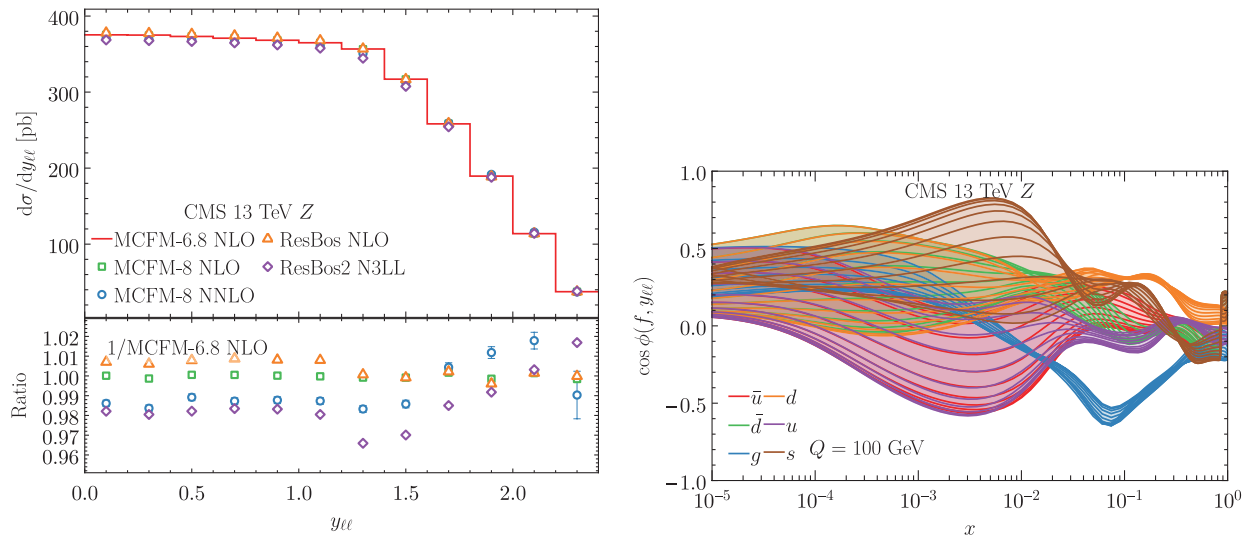 400
300
200
100
dσ/dy_ℓℓ [pb]
CMS 13 TeV Z
MCFM-6.8 NLO
ResBos NLO
MCFM-8 NLO
ResBos2 N3LL
MCFM-8 NNLO
1/MCFM-6.8 NLO
1.02
1.01
1.00
0.99
0.98
0.97
0.96
Ratio
0.0 0.5 1.0 1.5 2.0
y_ℓℓ
CMS 13 TeV Z
1.0
0.5
0.0
−0.5
−1.0
cos ϕ(f, y_ℓℓ)
ū d
d̄ u
g s
Q = 100 GeV
10⁻⁵ 10⁻⁴ 10⁻³ 10⁻² 10⁻¹ 10⁰
x